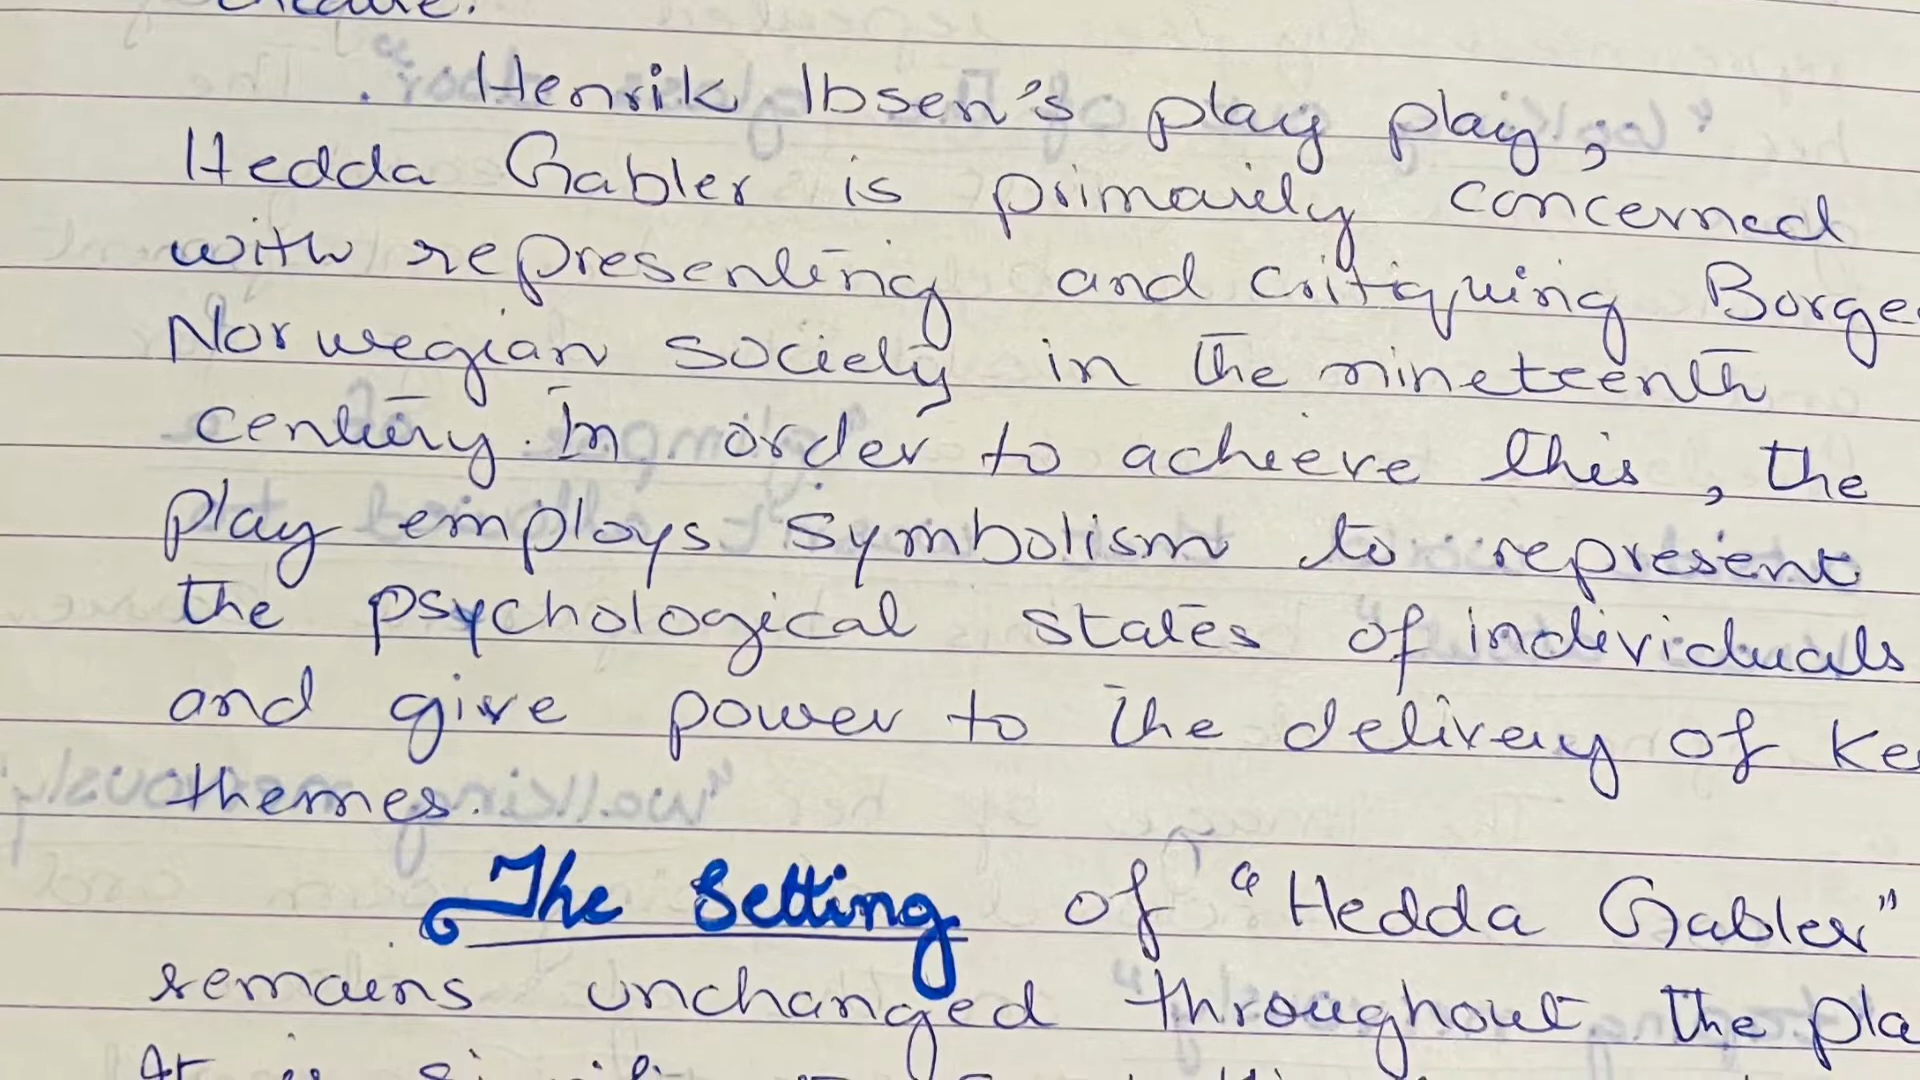 Henrik Ibsen's play play,
Hedda Gabler is primarily concerned
with representing and critiquing Borge
Norwegian society in the nineteenth
century. In order to achieve this, the
play employs symbolism to represent
the psychological states of individuals
and give power to the delivery of Ke
themes.
The Setting of "Hedda Gabler"
remains unchanged throughout the pla
It is